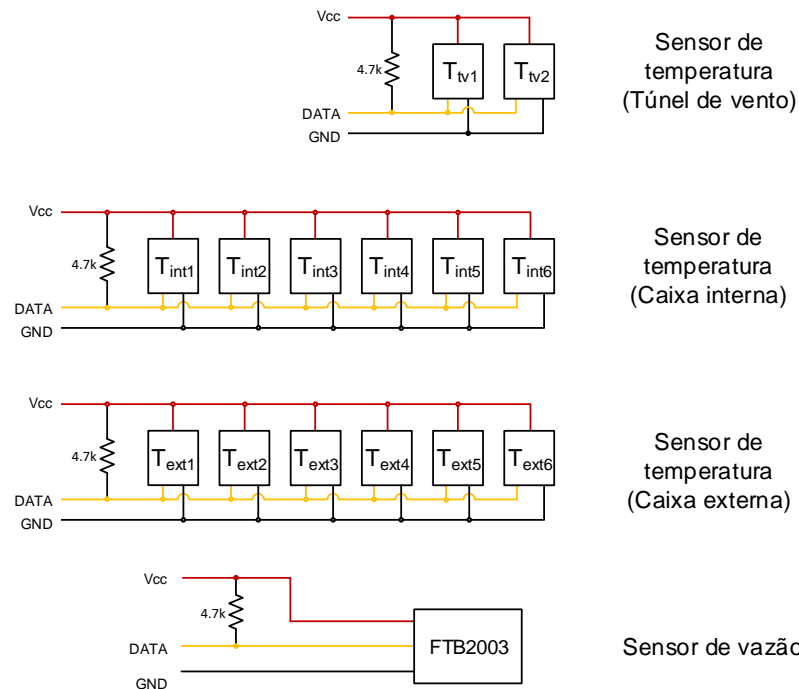 Vcc
4.7k
Ttv1
Ttv2
DATA
GND
Sensor de
temperatura
(Túnel de vento)
Vcc
4.7k
Tint1
Tint2
Tint3
Tint4
Tint5
Tint6
DATA
GND
Sensor de
temperatura
(Caixa interna)
Vcc
4.7k
Text1
Text2
Text3
Text4
Text5
Text6
DATA
GND
Sensor de
temperatura
(Caixa externa)
Vcc
4.7k
DATA
GND
FTB2003
Sensor de vazão